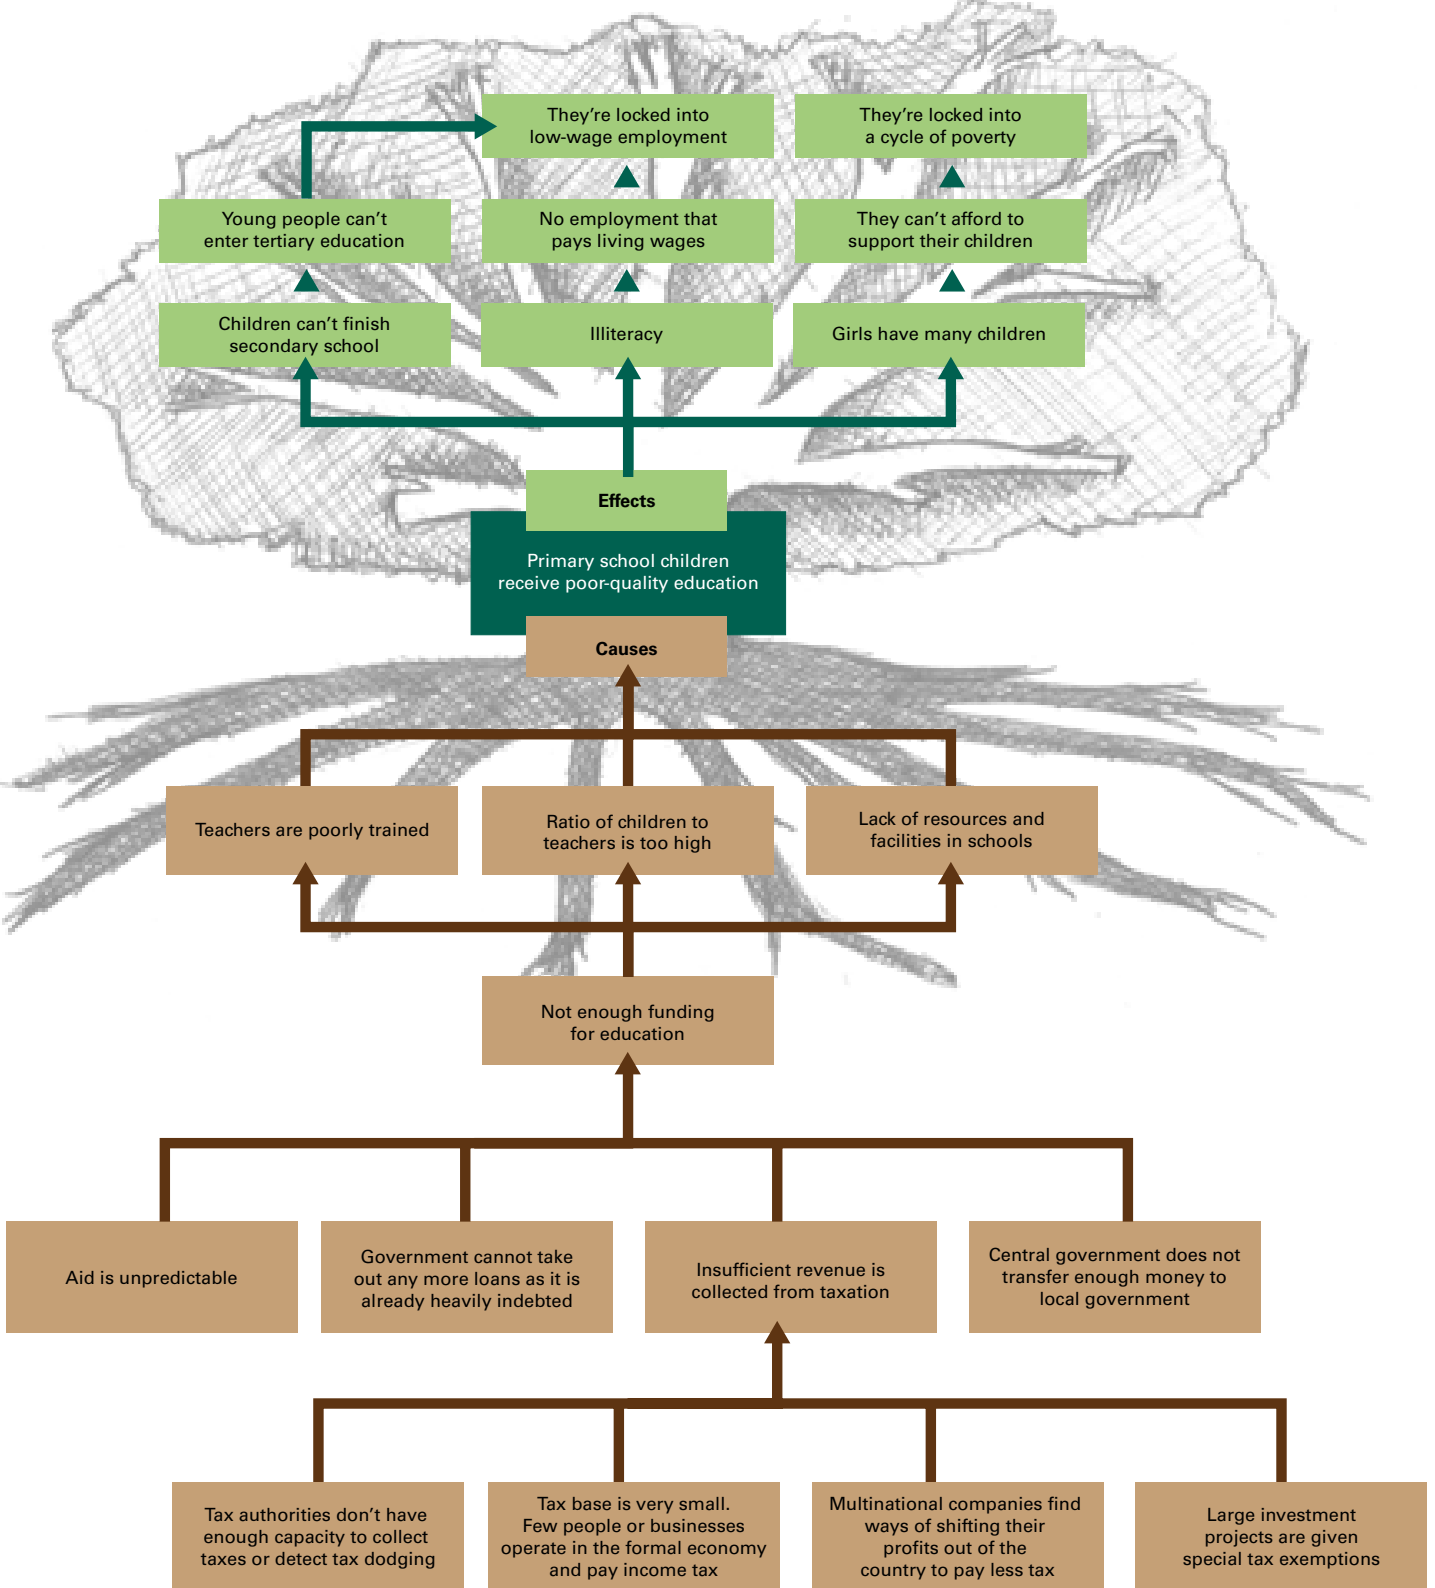 They’re locked into
low-wage employment
They’re locked into
a cycle of poverty
Young people can’t
enter tertiary education
No employment that
pays living wages
They can’t afford to
support their children
Children can’t finish
secondary school
Illiteracy
Girls have many children
Effects
Primary school children
receive poor-quality education
Causes
Teachers are poorly trained
Ratio of children to
teachers is too high
Lack of resources and
facilities in schools
Not enough funding
for education
Aid is unpredictable
Government cannot take
out any more loans as it is
already heavily indebted
Insufficient revenue is
collected from taxation
Central government does not
transfer enough money to
local government
Tax authorities don’t have
enough capacity to collect
taxes or detect tax dodging
Tax base is very small.
Few people or businesses
operate in the formal economy
and pay income tax
Multinational companies find
ways of shifting their
profits out of the
country to pay less tax
Large investment
projects are given
special tax exemptions